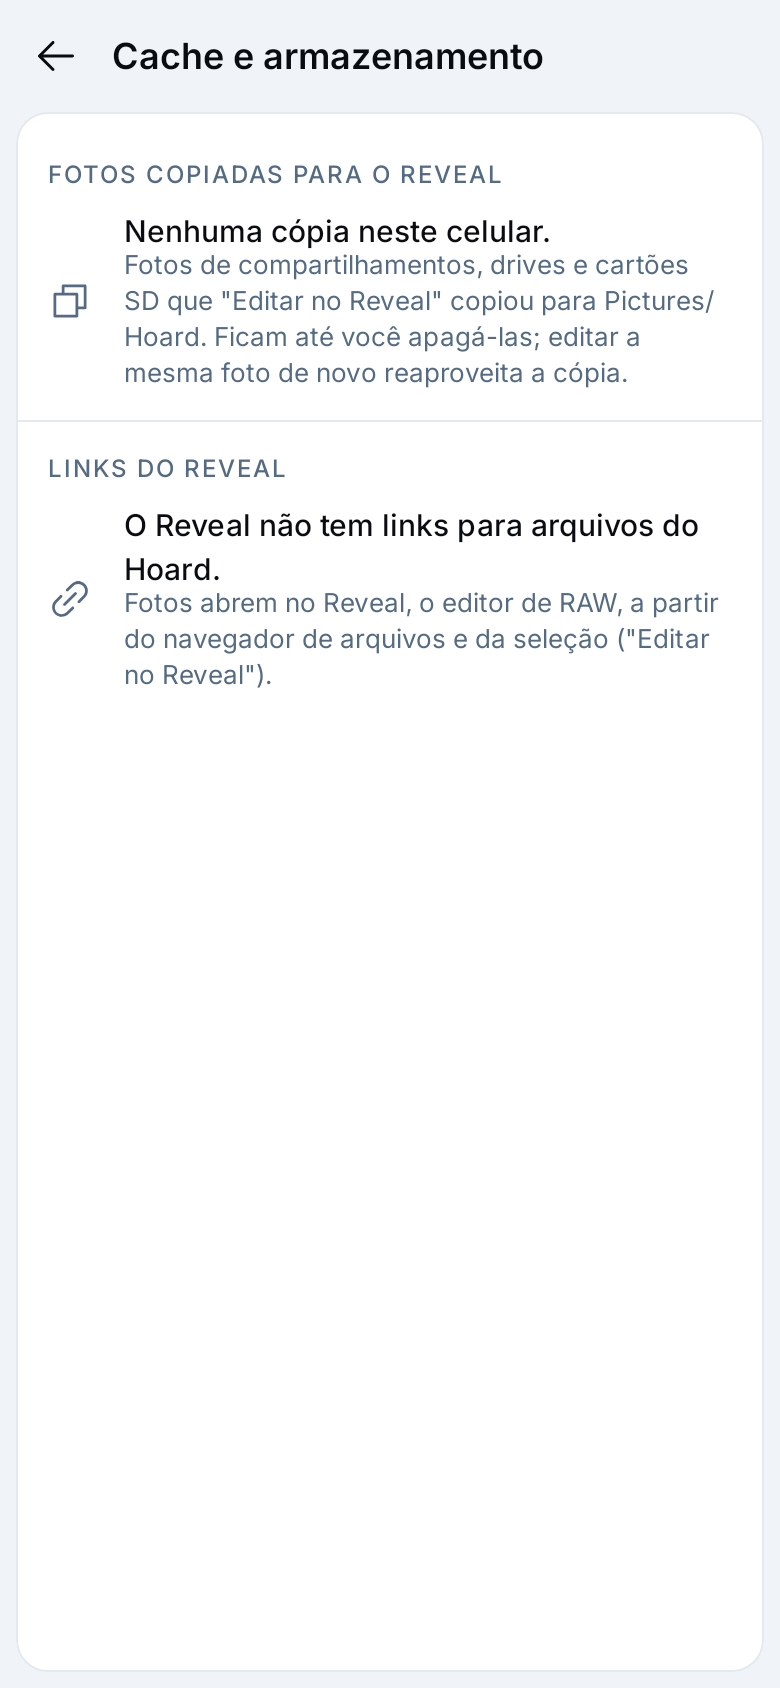 Cache e armazenamento
FOTOS COPIADAS PARA O REVEAL
Nenhuma cópia neste celular.
Fotos de compartilhamentos, drives e cartões
SD que "Editar no Reveal" copiou para Pictures/
Hoard. Ficam até você apagá-las; editar a
mesma foto de novo reaproveita a cópia.
LINKS DO REVEAL
O Reveal não tem links para arquivos do
Hoard.
Fotos abrem no Reveal, o editor de RAW, a partir
do navegador de arquivos e da seleção ("Editar
no Reveal").